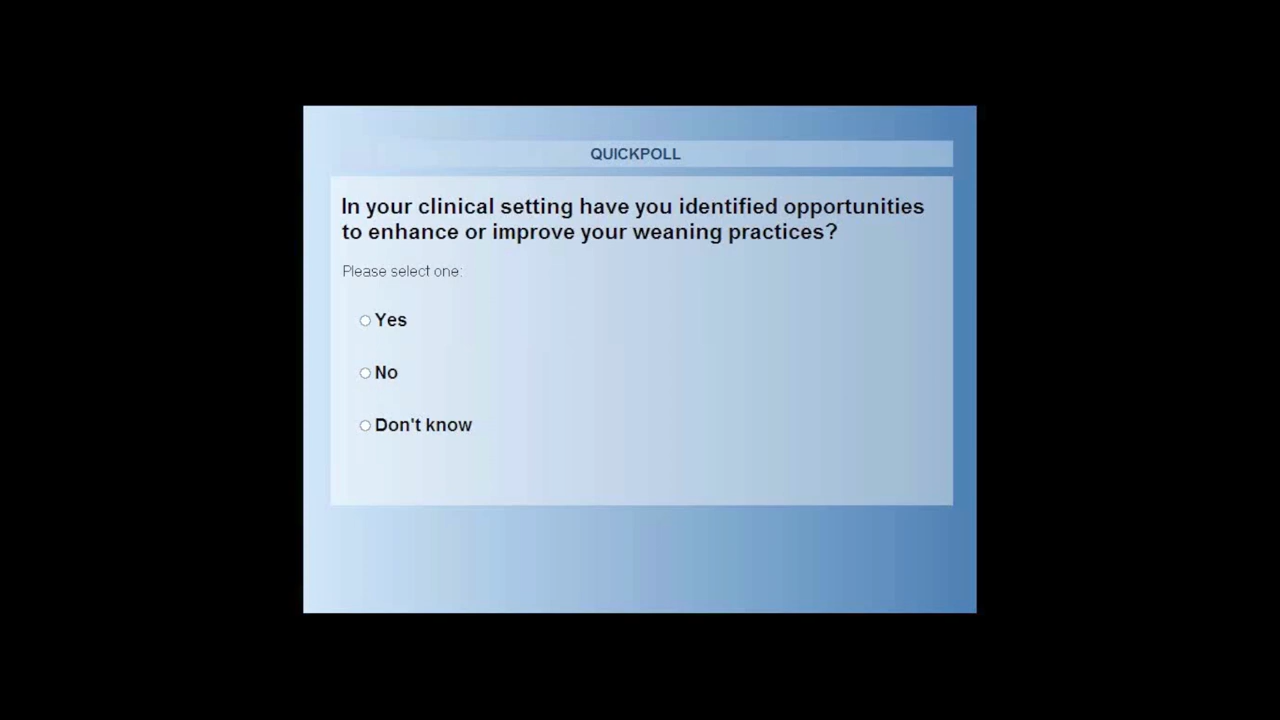 QUICKPOLL
In your clinical setting have you identified opportunities
to enhance or improve your weaning practices?
Please select one:
Yes
No
Don't know